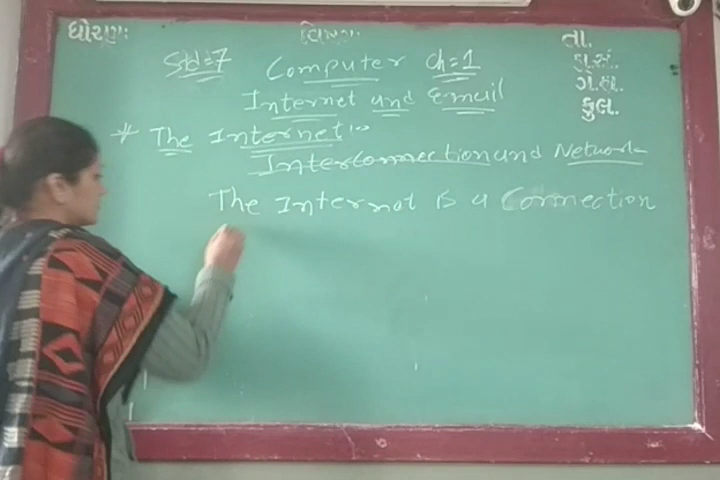 ધોરણઃ વિષયઃ તા.
Std=7 Computer ch=1 હા.સં.
Internet and Email ગે.હા.
કુલ.
* The Internet:-
Interconnection and Network
The Internet is a Connection